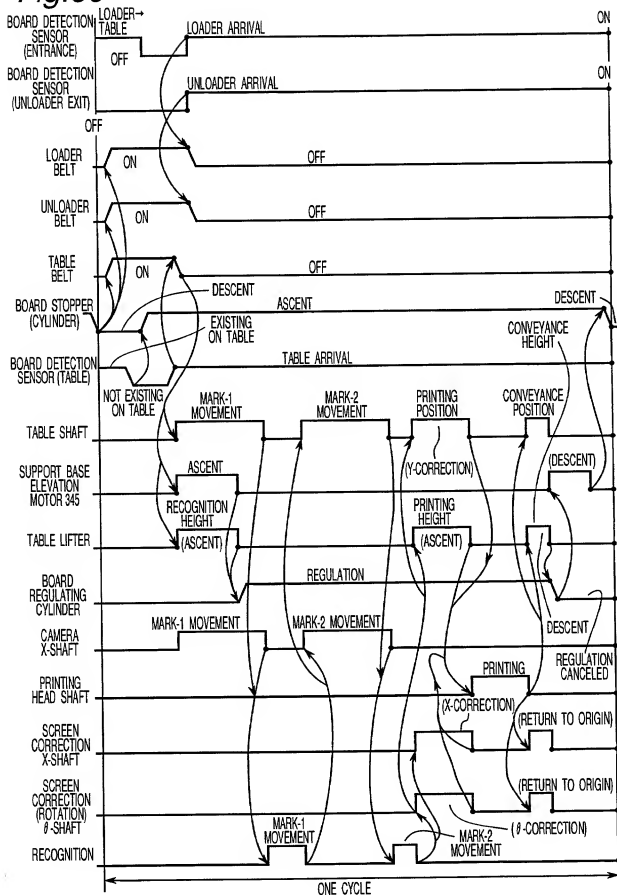 BOARD DETECTION
SENSOR
(ENTRANCE)
LOADER→
TABLE
OFF
LOADER ARRIVAL
ON
BOARD DETECTION
SENSOR
(UNLOADER EXIT)
UNLOADER ARRIVAL
ON
OFF
LOADER
BELT
ON
OFF
UNLOADER
BELT
ON
OFF
TABLE
BELT
ON
OFF
BOARD STOPPER
(CYLINDER)
DESCENT
ASCENT
DESCENT
EXISTING
ON TABLE
CONVEYANCE
HEIGHT
BOARD DETECTION
SENSOR (TABLE)
TABLE ARRIVAL
NOT EXISTING
ON TABLE
MARK-1
MOVEMENT
MARK-2
MOVEMENT
PRINTING
POSITION
CONVEYANCE
POSITION
TABLE SHAFT
(Y-CORRECTION)
SUPPORT BASE
ELEVATION
MOTOR 345
ASCENT
(DESCENT)
RECOGNITION
HEIGHT
PRINTING
HEIGHT
TABLE LIFTER
(ASCENT)
(ASCENT)
BOARD
REGULATING
CYLINDER
REGULATION
DESCENT
CAMERA
X-SHAFT
MARK-1 MOVEMENT
MARK-2 MOVEMENT
REGULATION
CANCELED
PRINTING
HEAD SHAFT
PRINTING
(X-CORRECTION)
SCREEN
CORRECTION
X-SHAFT
(RETURN TO ORIGIN)
SCREEN
CORRECTION
(ROTATION)
θ-SHAFT
(RETURN TO ORIGIN)
(θ-CORRECTION)
RECOGNITION
MARK-1
MOVEMENT
MARK-2
MOVEMENT
ONE CYCLE